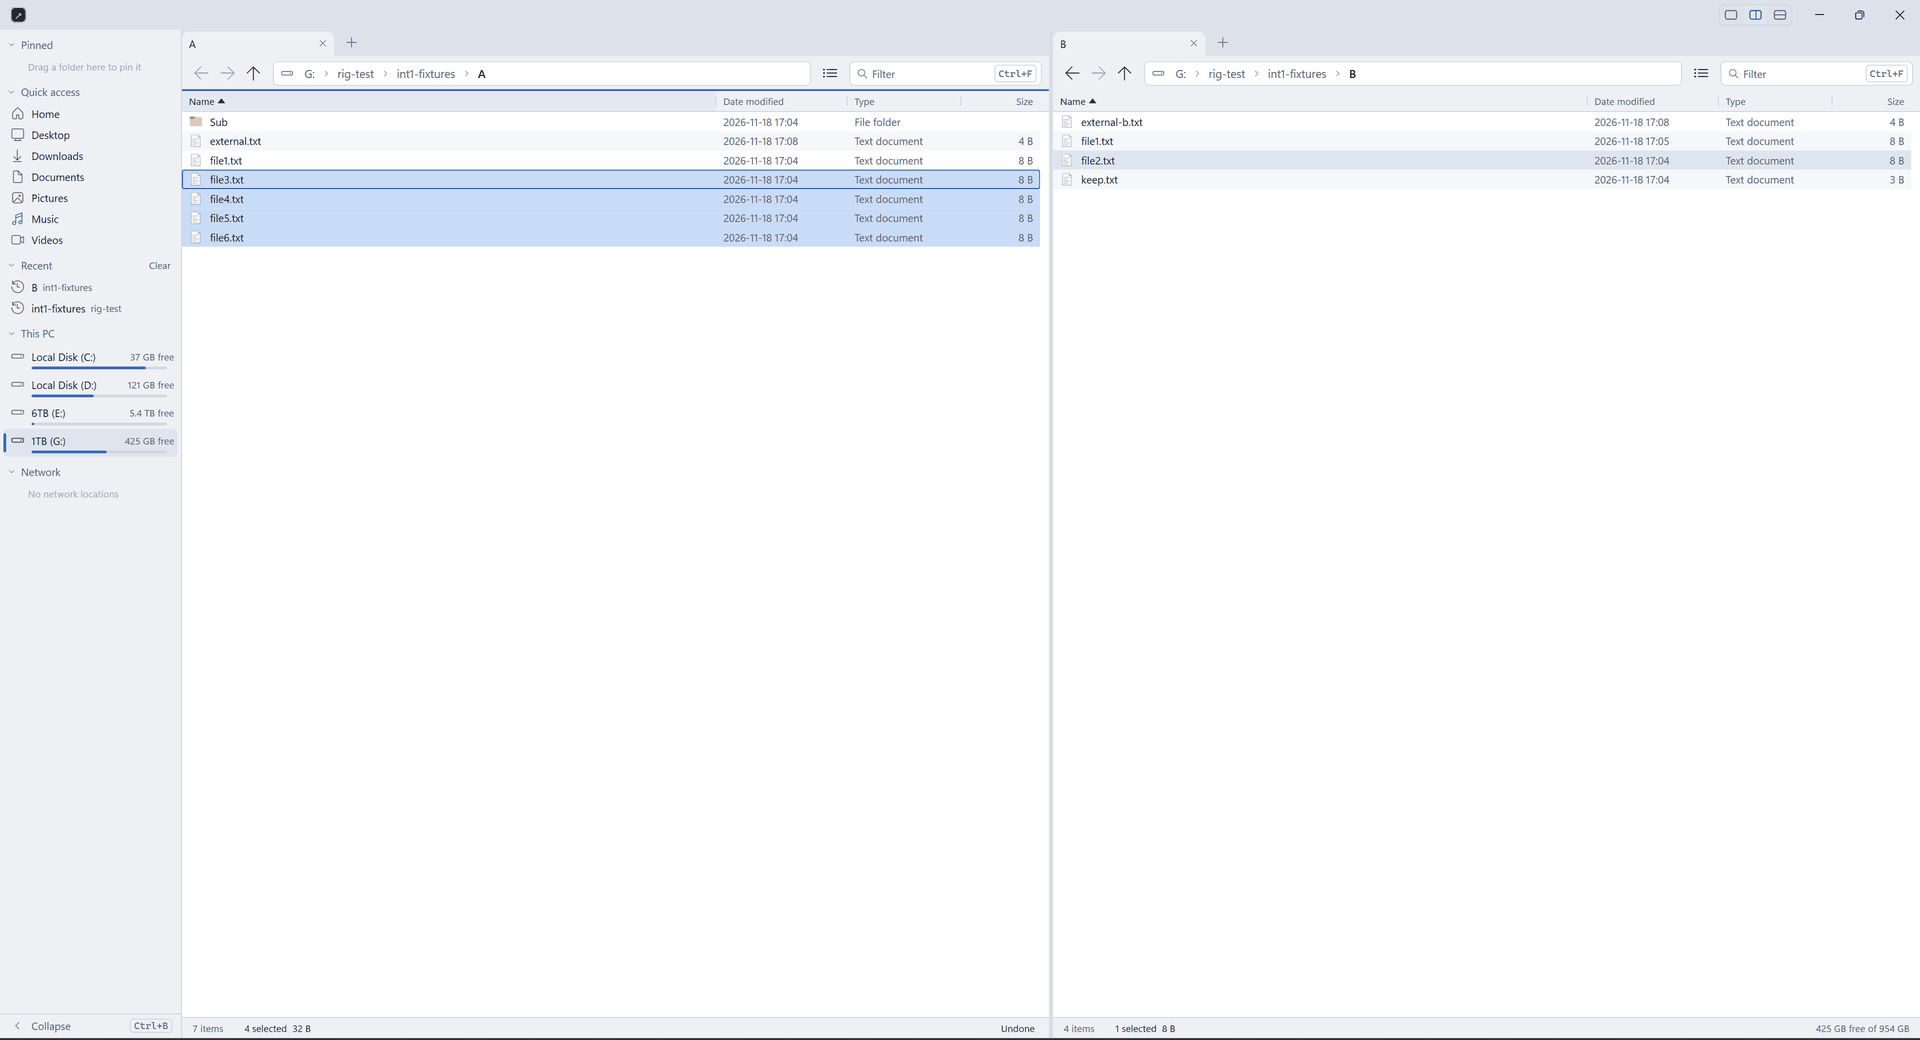 Pinned
Drag a folder here to pin it
Quick access
Home
Desktop
Downloads
Documents
Pictures
Music
Videos
Recent Clear
B int1-fixtures
int1-fixtures rig-test
This PC
Local Disk (C:) 37 GB free
Local Disk (D:) 121 GB free
6TB (E:) 5.4 TB free
1TB (G:) 425 GB free
Network
No network locations
Collapse Ctrl+B
A
G: rig-test int1-fixtures A Filter Ctrl+F
Name Date modified Type Size
Sub 2026-11-18 17:04 File folder
external.txt 2026-11-18 17:08 Text document 4 B
file1.txt 2026-11-18 17:04 Text document 8 B
file3.txt 2026-11-18 17:04 Text document 8 B
file4.txt 2026-11-18 17:04 Text document 8 B
file5.txt 2026-11-18 17:04 Text document 8 B
file6.txt 2026-11-18 17:04 Text document 8 B
7 items 4 selected 32 B Undone
B
G: rig-test int1-fixtures B Filter Ctrl+F
Name Date modified Type Size
external-b.txt 2026-11-18 17:08 Text document 4 B
file1.txt 2026-11-18 17:05 Text document 8 B
file2.txt 2026-11-18 17:04 Text document 8 B
keep.txt 2026-11-18 17:04 Text document 3 B
4 items 1 selected 8 B 425 GB free of 954 GB